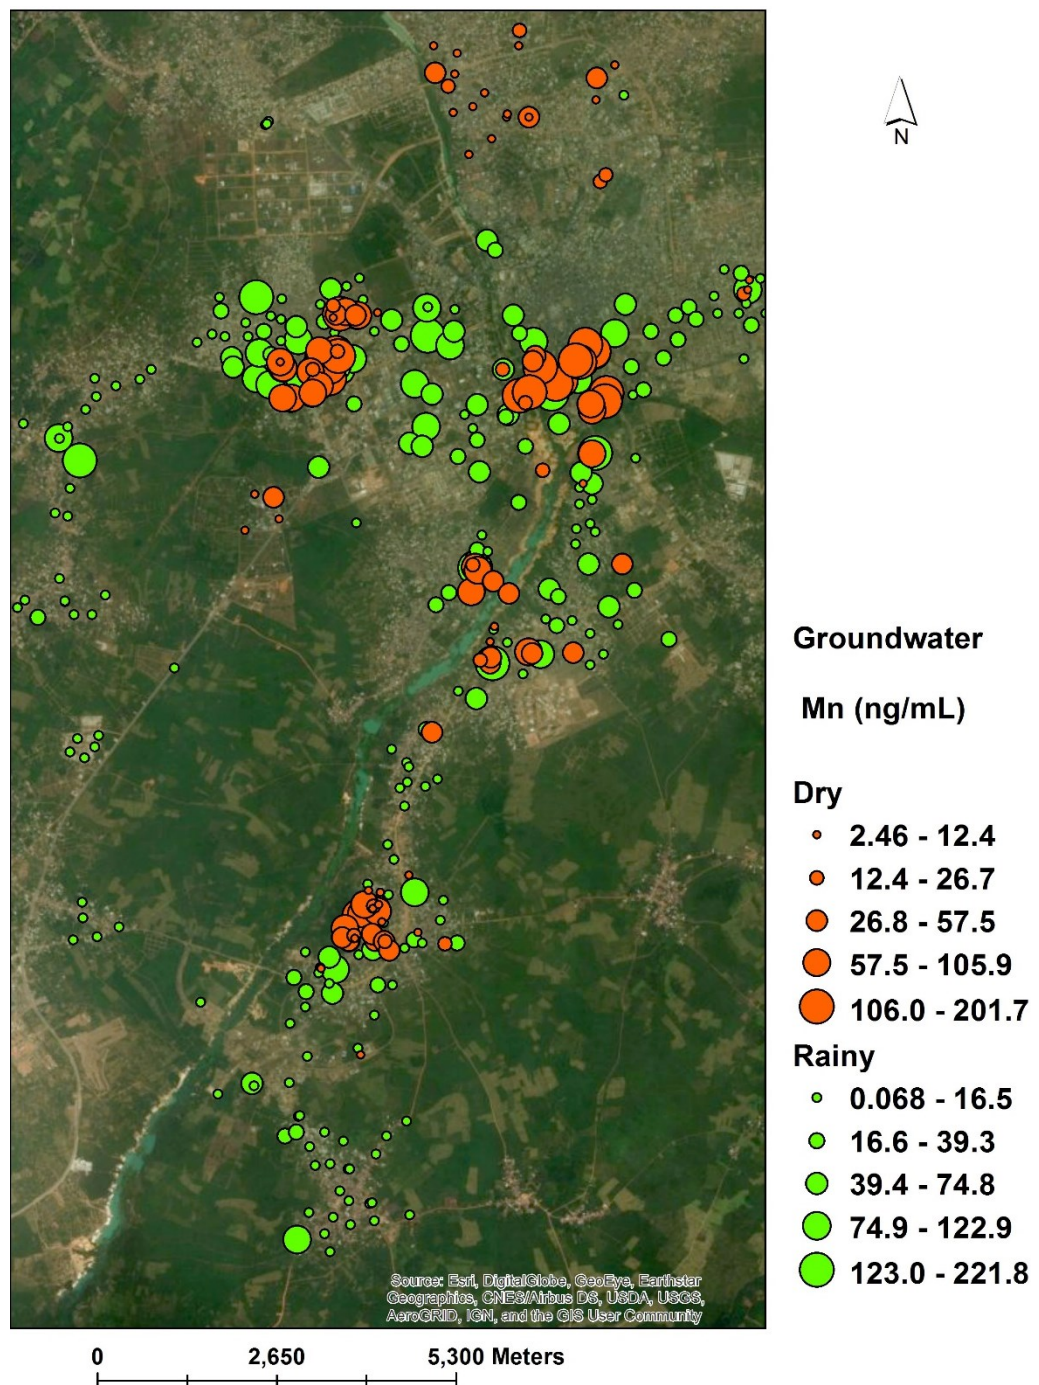 N
Groundwater
Mn (ng/mL)
Dry
2.46 - 12.4
12.4 - 26.7
26.8 - 57.5
57.5 - 105.9
106.0 - 201.7
Rainy
0.068 - 16.5
16.6 - 39.3
39.4 - 74.8
74.9 - 122.9
123.0 - 221.8
Source: Esri, DigitalGlobe, GeoEye, Earthstar
Geographics, CNES/Airbus DS, USDA, USGS,
AeroGRID, IGN, and the GIS User Community
0 2,650 5,300 Meters